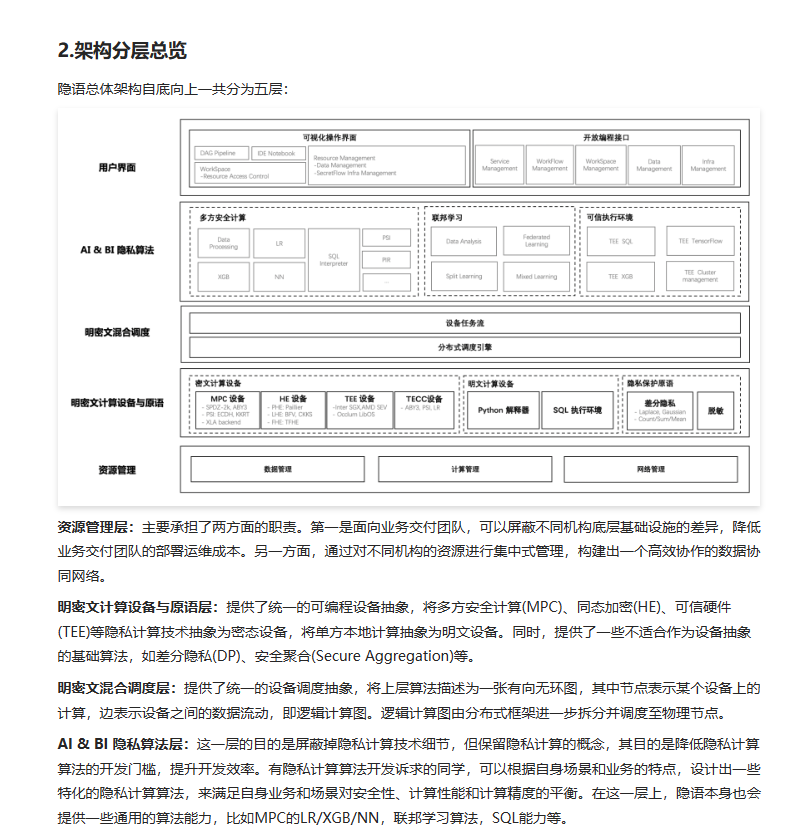 2.架构分层总览
隐语总体架构自底向上一共分为五层：
用户界面
可视化操作界面
DAG Pipeline
IDE Notebook
WorkSpace
-Resource Access Control
Resource Management
-Data Management
-SecretFlow Infra Management
开放编程接口
Service
Management
WorkFlow
Management
WorkSpace
Management
Data
Management
Infra
Management
AI & BI 隐私算法
多方安全计算
Data
Processing
LR
XGB
NN
SQL
Interpreter
PSI
PIR
...
联邦学习
Data Analysis
Federated
Learning
Split Learning
Mixed Learning
可信执行环境
TEE SQL
TEE TensorFlow
TEE XGB
TEE Cluster
management
明密文混合调度
设备任务流
分布式调度引擎
明密文计算设备与原语
密文计算设备
MPC 设备
- SPDZ-2k, ABY3
- PSI: ECDH, KKRT
- XLA backend
HE 设备
- PHE: Paillier
- LHE: BFV, CKKS
- FHE: TFHE
TEE 设备
-Inter SGX,AMD SEV
- Occlum LibOS
TECC设备
- ABY3, PSI, LR
明文计算设备
Python 解释器
SQL 执行环境
隐私保护原语
差分隐私
- Laplace, Gaussian
- Count/Sum/Mean
脱敏
资源管理
数据管理
计算管理
网络管理
资源管理层：主要承担了两方面的职责。第一是面向业务交付团队，可以屏蔽不同机构底层基础设施的差异，降低
业务交付团队的部署运维成本。另一方面，通过对不同机构的资源进行集中式管理，构建出一个高效协作的数据协
同网络。
明密文计算设备与原语层：提供了统一的可编程设备抽象，将多方安全计算(MPC)、同态加密(HE)、可信硬件
(TEE)等隐私计算技术抽象为密态设备，将单方本地计算抽象为明文设备。同时，提供了一些不适合作为设备抽象
的基础算法，如差分隐私(DP)、安全聚合(Secure Aggregation)等。
明密文混合调度层：提供了统一的设备调度抽象，将上层算法描述为一张有向无环图，其中节点表示某个设备上的
计算，边表示设备之间的数据流动，即逻辑计算图。逻辑计算图由分布式框架进一步拆分并调度至物理节点。
AI & BI 隐私算法层：这一层的目的是屏蔽掉隐私计算技术细节，但保留隐私计算的概念，其目的是降低隐私计算
算法的开发门槛，提升开发效率。有隐私计算算法开发诉求的同学，可以根据自身场景和业务的特点，设计出一些
特化的隐私计算算法，来满足自身业务和场景对安全性、计算性能和计算精度的平衡。在这一层上，隐语本身也会
提供一些通用的算法能力，比如MPC的LR/XGB/NN，联邦学习算法，SQL能力等。